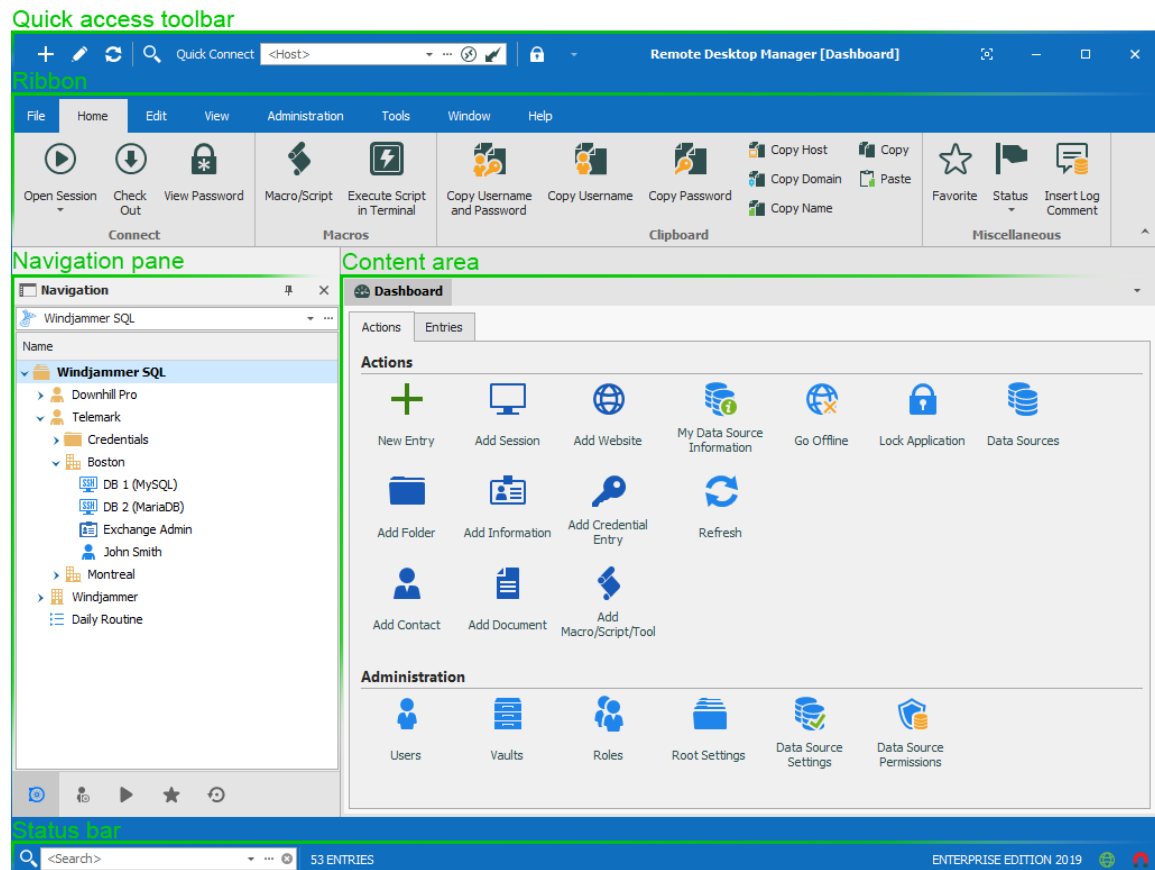 Quick access toolbar
Quick Connect <Host> Remote Desktop Manager [Dashboard]
Ribbon
File Home Edit View Administration Tools Window Help
Open Session Check Out View Password
Connect
Macro/Script Execute Script in Terminal
Macros
Copy Username and Password Copy Username Copy Password
Copy Host Copy
Copy Domain Paste
Copy Name
Clipboard
Favorite Status Insert Log Comment
Miscellaneous
Navigation pane
Navigation
Windjammer SQL
Name
Windjammer SQL
Downhill Pro
Telemark
Credentials
Boston
SSH DB 1 (MySQL)
SSH DB 2 (MariaDB)
Exchange Admin
John Smith
Montreal
Windjammer
Daily Routine
Content area
Dashboard
Actions Entries
Actions
New Entry Add Session Add Website My Data Source Information Go Offline Lock Application Data Sources
Add Folder Add Information Add Credential Entry Refresh
Add Contact Add Document Add Macro/Script/Tool
Administration
Users Vaults Roles Root Settings Data Source Settings Data Source Permissions
Status bar
<Search> 53 ENTRIES ENTERPRISE EDITION 2019